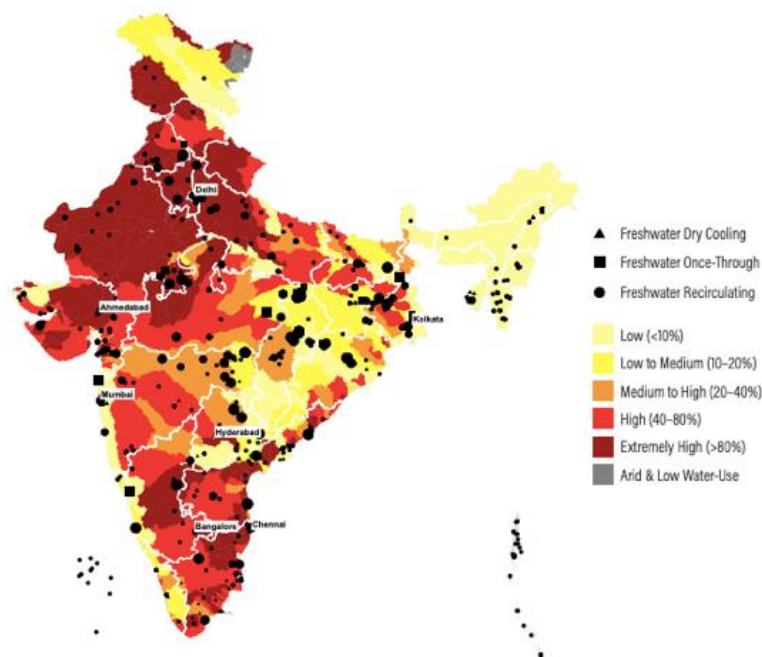 Delhi
Ahmedabad
Kolkata
Mumbai
Hyderabad
Bangalore
Chennai
Freshwater Dry Cooling
Freshwater Once-Through
Freshwater Recirculating
Low (<10%)
Low to Medium (10–20%)
Medium to High (20–40%)
High (40–80%)
Extremely High (>80%)
Arid & Low Water-Use